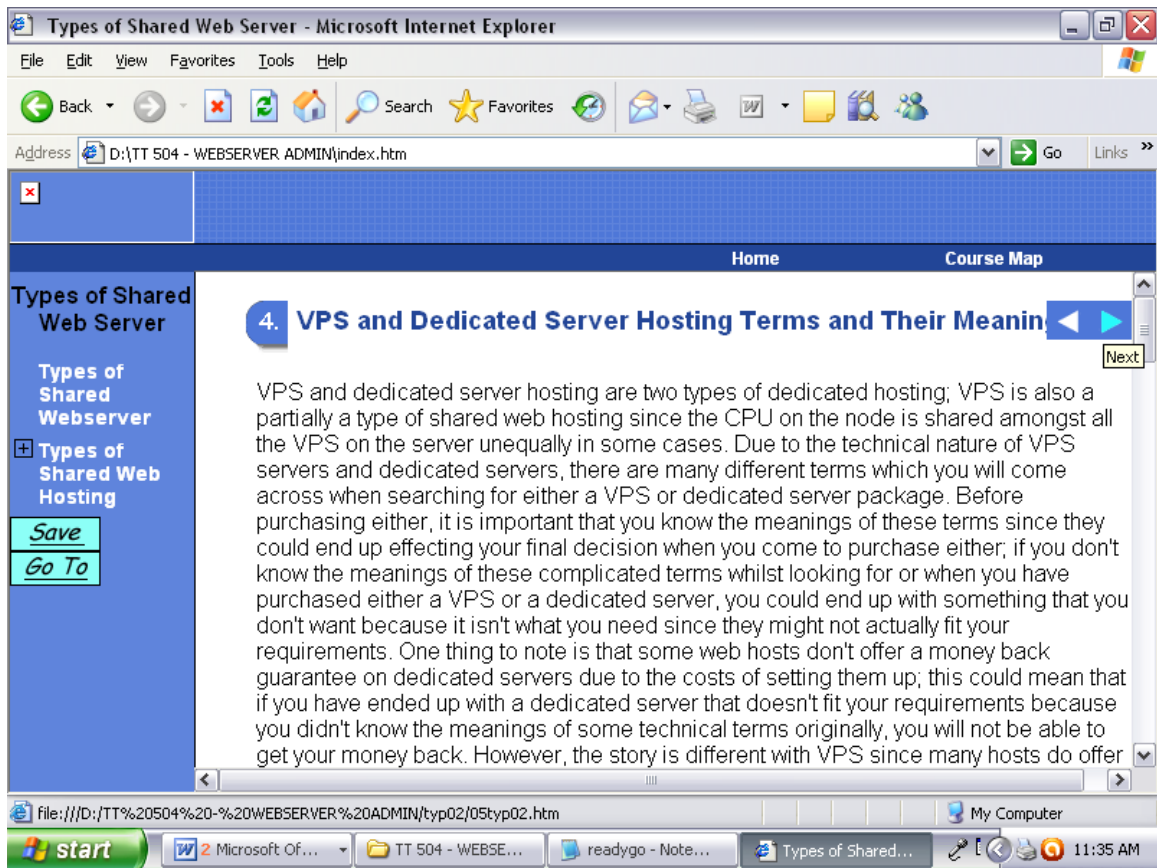 Types of Shared Web Server - Microsoft Internet Explorer
File Edit View Favorites Tools Help
Back Search Favorites
Address D:\TT 504 - WEBSERVER ADMIN\index.htm Go Links »
Home Course Map
Types of Shared
Web Server
Types of
Shared
Webserver
Types of
Shared Web
Hosting
Save
Go To
4. VPS and Dedicated Server Hosting Terms and Their Meanin
Next
VPS and dedicated server hosting are two types of dedicated hosting; VPS is also a
partially a type of shared web hosting since the CPU on the node is shared amongst all
the VPS on the server unequally in some cases. Due to the technical nature of VPS
servers and dedicated servers, there are many different terms which you will come
across when searching for either a VPS or dedicated server package. Before
purchasing either, it is important that you know the meanings of these terms since they
could end up effecting your final decision when you come to purchase either; if you don't
know the meanings of these complicated terms whilst looking for or when you have
purchased either a VPS or a dedicated server, you could end up with something that you
don't want because it isn't what you need since they might not actually fit your
requirements. One thing to note is that some web hosts don't offer a money back
guarantee on dedicated servers due to the costs of setting them up; this could mean that
if you have ended up with a dedicated server that doesn't fit your requirements because
you didn't know the meanings of some technical terms originally, you will not be able to
get your money back. However, the story is different with VPS since many hosts do offer
file:///D:/TT%20504%20-%20WEBSERVER%20ADMIN/typ02/05typ02.htm My Computer
start 2 Microsoft Of... TT 504 - WEBSE... readygo - Note... Types of Shared... 11:35 AM